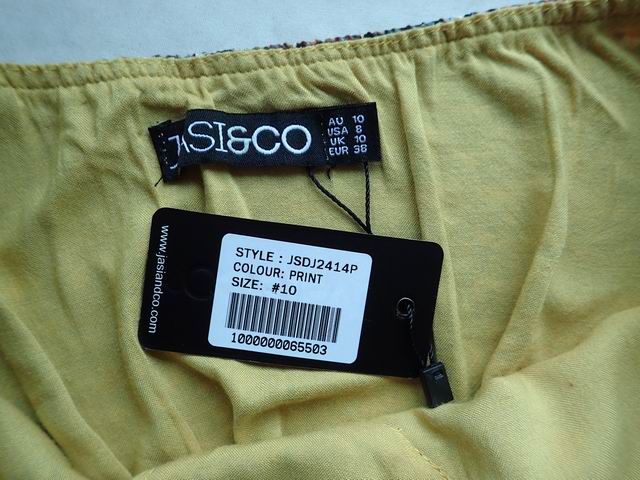 JASI&CO
AU 10
USA 8
UK 10
EUR 38
www.jasiandco.com
STYLE : JSDJ2414P
COLOUR: PRINT
SIZE: #10
1000000065503